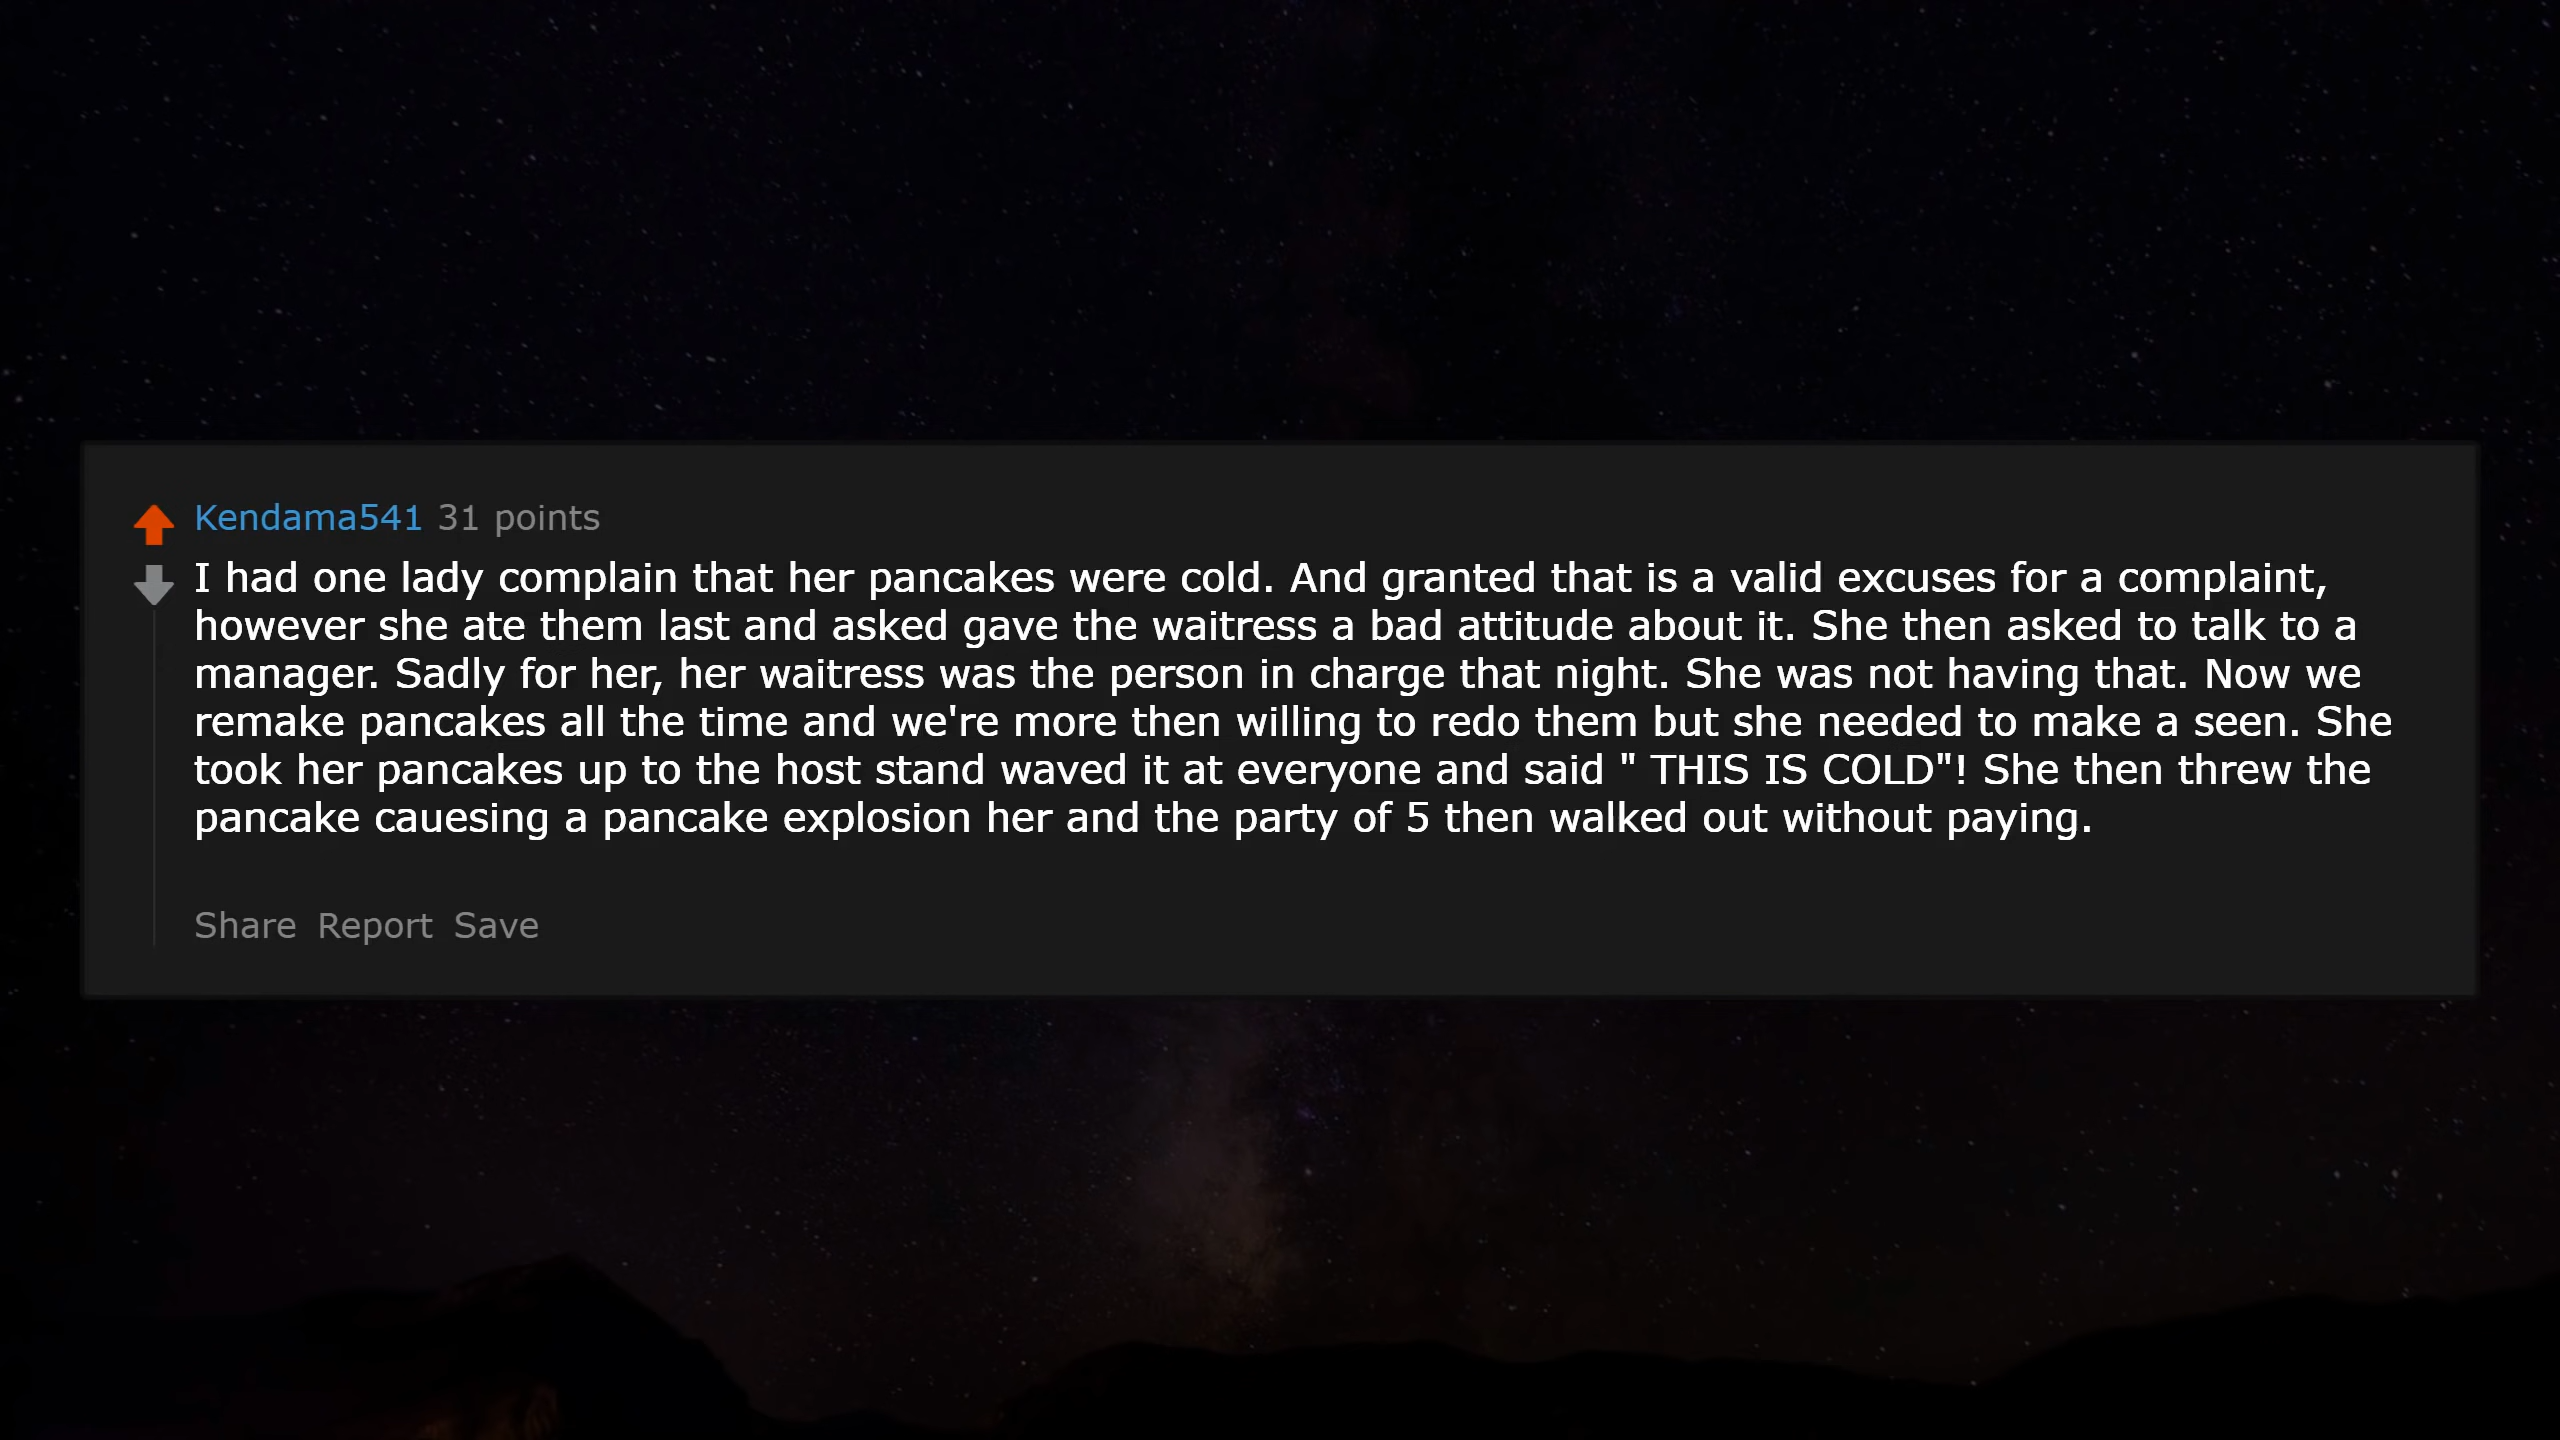 Kendama541 31 points
I had one lady complain that her pancakes were cold. And granted that is a valid excuses for a complaint,
however she ate them last and asked gave the waitress a bad attitude about it. She then asked to talk to a
manager. Sadly for her, her waitress was the person in charge that night. She was not having that. Now we
remake pancakes all the time and we're more then willing to redo them but she needed to make a seen. She
took her pancakes up to the host stand waved it at everyone and said " THIS IS COLD"! She then threw the
pancake cauesing a pancake explosion her and the party of 5 then walked out without paying.
Share Report Save